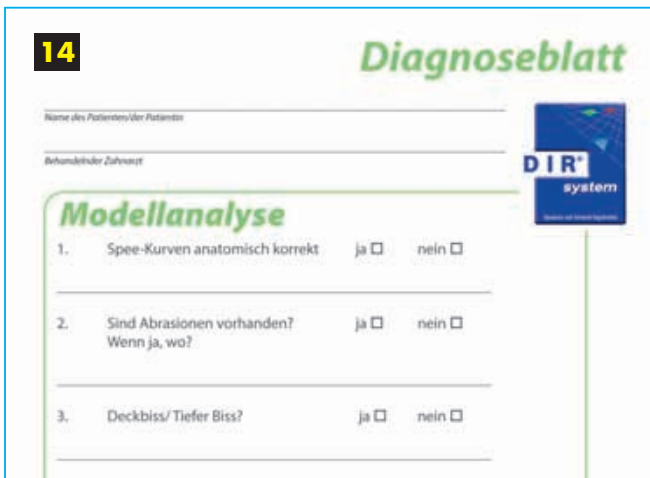 14
Diagnoseblatt
Name des Patienten/der Patientin
Behandelnder Zahnarzt
DIR®
system
Modellanalyse
1. Spee-Kurven anatomisch korrekt ja ☐ nein ☐
2. Sind Abrasionen vorhanden? ja ☐ nein ☐
Wenn ja, wo?
3. Deckbiss/ Tiefer Biss? ja ☐ nein ☐